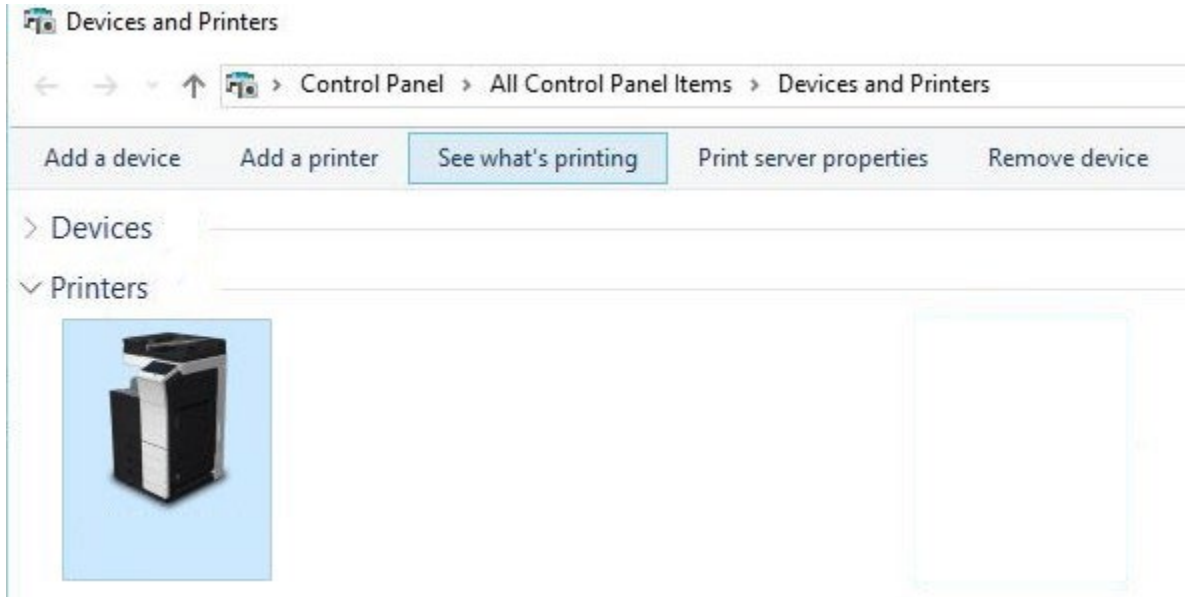 Devices and Printers
Control Panel > All Control Panel Items > Devices and Printers
Add a device Add a printer See what's printing Print server properties Remove device
Devices
Printers